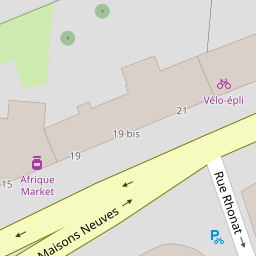 Vélo-épli
21
19 bis
19
Afrique
Market
15
Rue Rhonat
Maisons Neuves
P